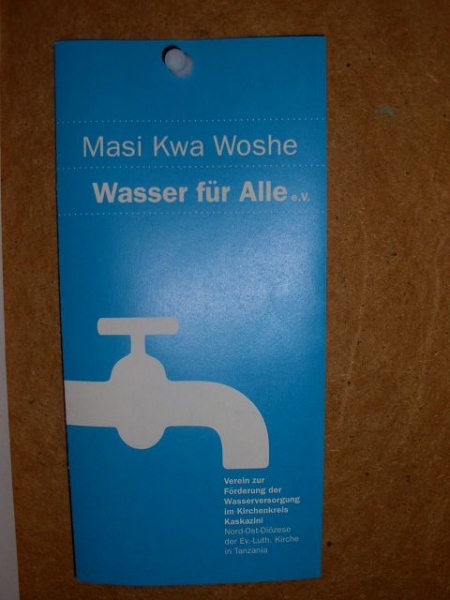 Masi Kwa Woshe
Wasser für Alle e.V.
Verein zur
Förderung der
Wasserversorgung
im Kirchenkreis
Kaskazini
Nord-Ost-Diözese
der Ev.-Luth. Kirche
in Tanzania